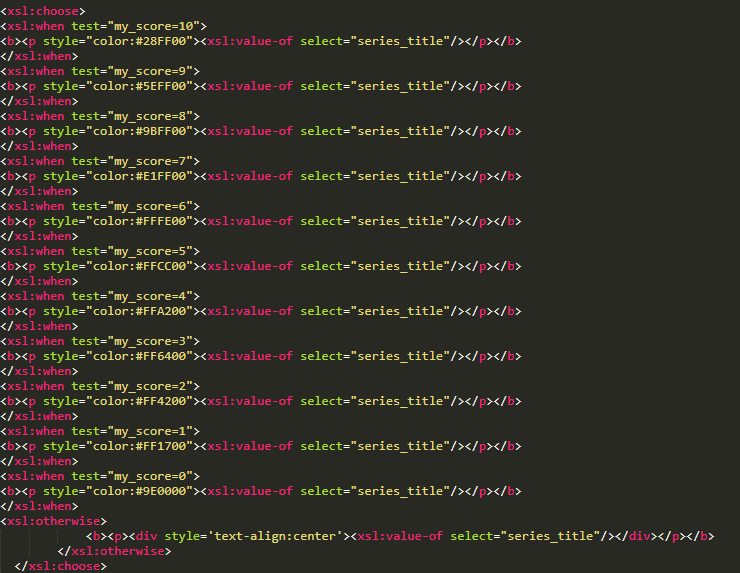 <xsl:choose>
<xsl:when test="my_score=10">
<b><p style="color:#28FF00"><xsl:value-of select="series_title"/></p></b>
</xsl:when>
<xsl:when test="my_score=9">
<b><p style="color:#5EFF00"><xsl:value-of select="series_title"/></p></b>
</xsl:when>
<xsl:when test="my_score=8">
<b><p style="color:#9BFF00"><xsl:value-of select="series_title"/></p></b>
</xsl:when>
<xsl:when test="my_score=7">
<b><p style="color:#E1FF00"><xsl:value-of select="series_title"/></p></b>
</xsl:when>
<xsl:when test="my_score=6">
<b><p style="color:#FFFE00"><xsl:value-of select="series_title"/></p></b>
</xsl:when>
<xsl:when test="my_score=5">
<b><p style="color:#FFCC00"><xsl:value-of select="series_title"/></p></b>
</xsl:when>
<xsl:when test="my_score=4">
<b><p style="color:#FFA200"><xsl:value-of select="series_title"/></p></b>
</xsl:when>
<xsl:when test="my_score=3">
<b><p style="color:#FF6400"><xsl:value-of select="series_title"/></p></b>
</xsl:when>
<xsl:when test="my_score=2">
<b><p style="color:#FF4200"><xsl:value-of select="series_title"/></p></b>
</xsl:when>
<xsl:when test="my_score=1">
<b><p style="color:#FF1700"><xsl:value-of select="series_title"/></p></b>
</xsl:when>
<xsl:when test="my_score=0">
<b><p style="color:#9E0000"><xsl:value-of select="series_title"/></p></b>
</xsl:when>
<xsl:otherwise>
<b><p><div style='text-align:center'><xsl:value-of select="series_title"/></div></p></b>
</xsl:otherwise>
</xsl:choose>